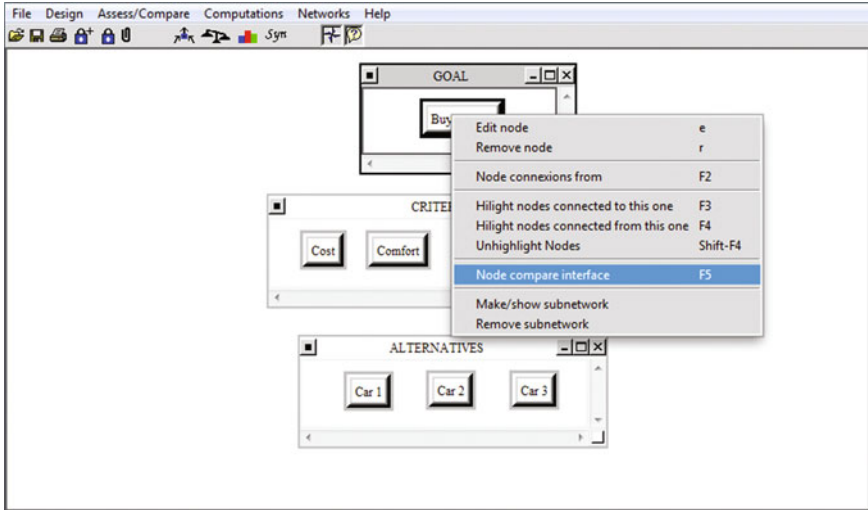 File Design Assess/Compare Computations Networks Help
Syn
GOAL
Buy
Edit node e
Remove node r
Node connexions from F2
Hilight nodes connected to this one F3
Hilight nodes connected from this one F4
Unhighlight Nodes Shift-F4
Node compare interface F5
Make/show subnetwork
Remove subnetwork
CRITE
Cost Comfort
ALTERNATIVES
Car 1 Car 2 Car 3